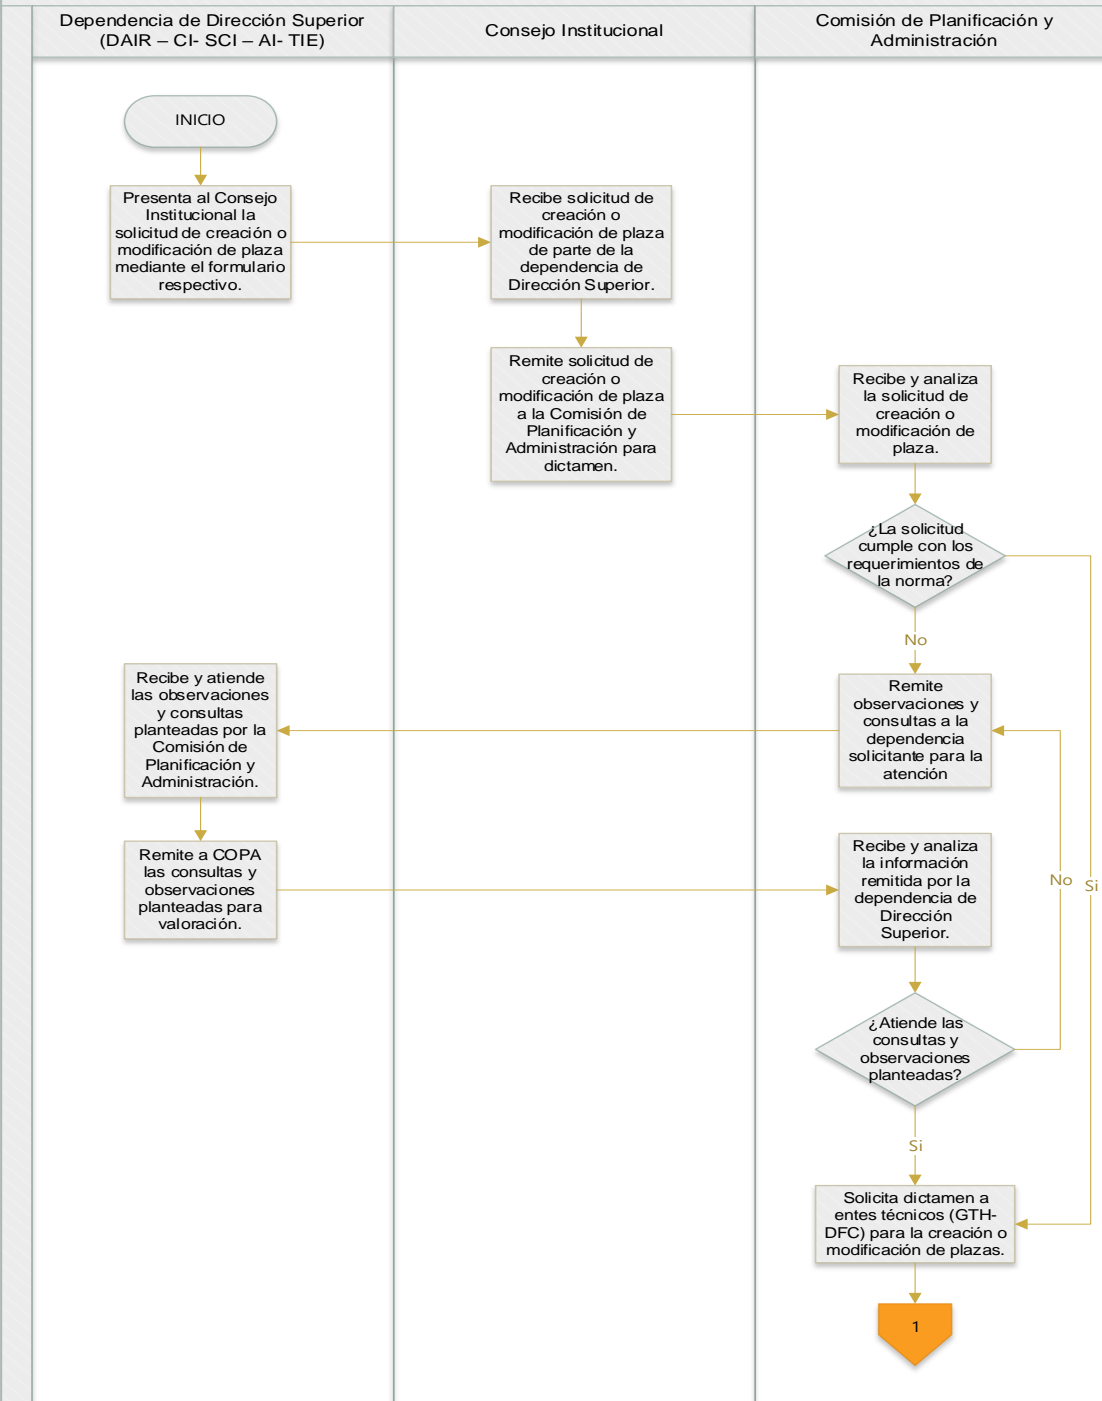 Dependencia de Dirección Superior
(DAIR – CI- SCI – AI- TIE)
Consejo Institucional
Comisión de Planificación y
Administración
INICIO
Presenta al Consejo
Institucional la
solicitud de creación o
modificación de plaza
mediante el formulario
respectivo.
Recibe solicitud de
creación o
modificación de plaza
de parte de la
dependencia de
Dirección Superior.
Remite solicitud de
creación o
modificación de plaza
a la Comisión de
Planificación y
Administración para
dictamen.
Recibe y analiza
la solicitud de
creación o
modificación de
plaza.
¿La solicitud
cumple con los
requerimientos de
la norma?
No
Remite
observaciones y
consultas a la
dependencia
solicitante para la
atención
Recibe y atiende
las observaciones
y consultas
planteadas por la
Comisión de
Planificación y
Administración.
Remite a COPA
las consultas y
observaciones
planteadas para
valoración.
Recibe y analiza
la información
remitida por la
dependencia de
Dirección
Superior.
No
Si
¿Atiende las
consultas y
observaciones
planteadas?
Si
Solicita dictamen a
entes técnicos (GTH-
DFC) para la creación o
modificación de plazas.
1